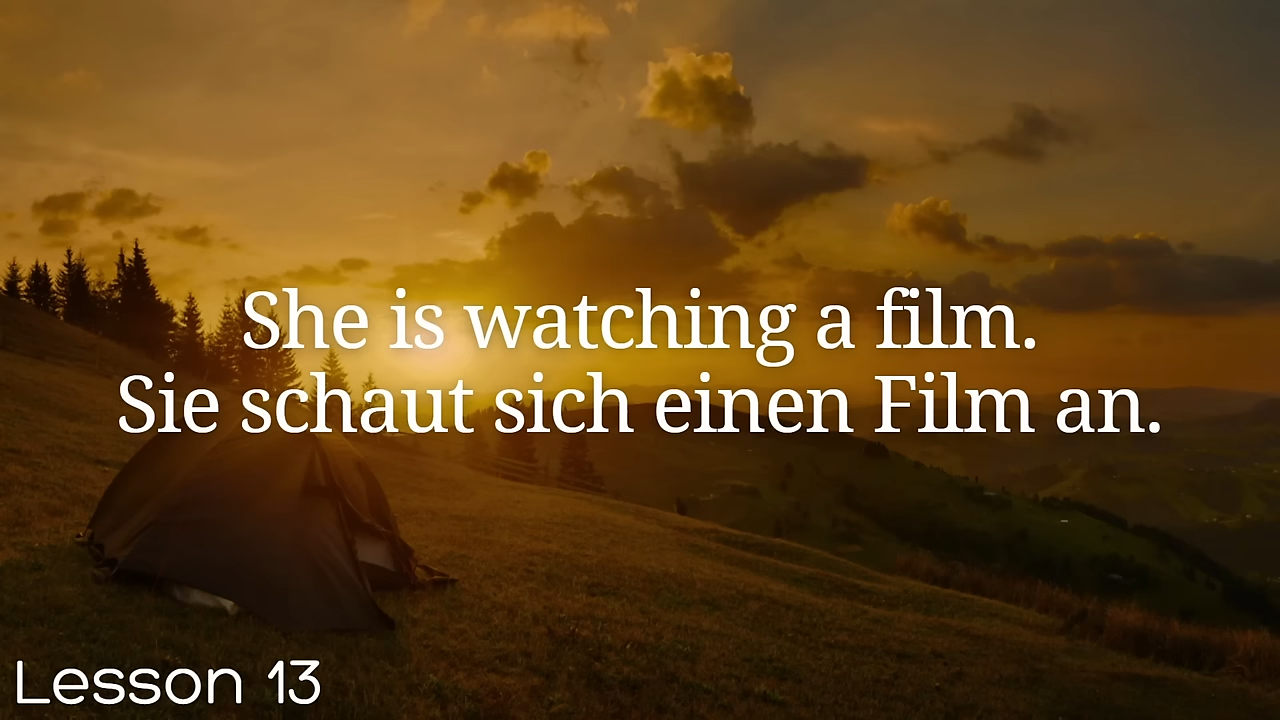 She is watching a film.
Sie schaut sich einen Film an.
Lesson 13